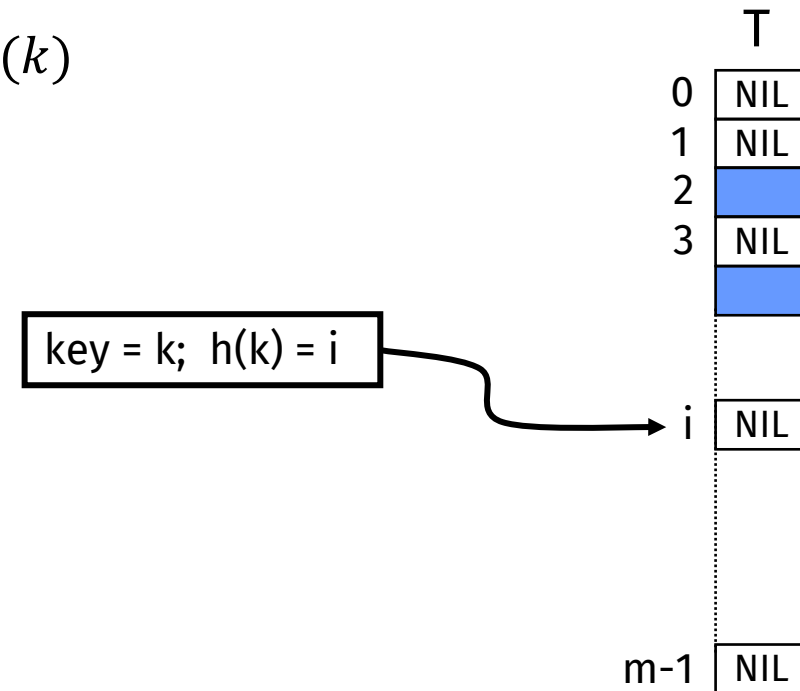 T
(k)
0 NIL
1 NIL
2
3 NIL
key = k; h(k) = i
i NIL
m-1 NIL